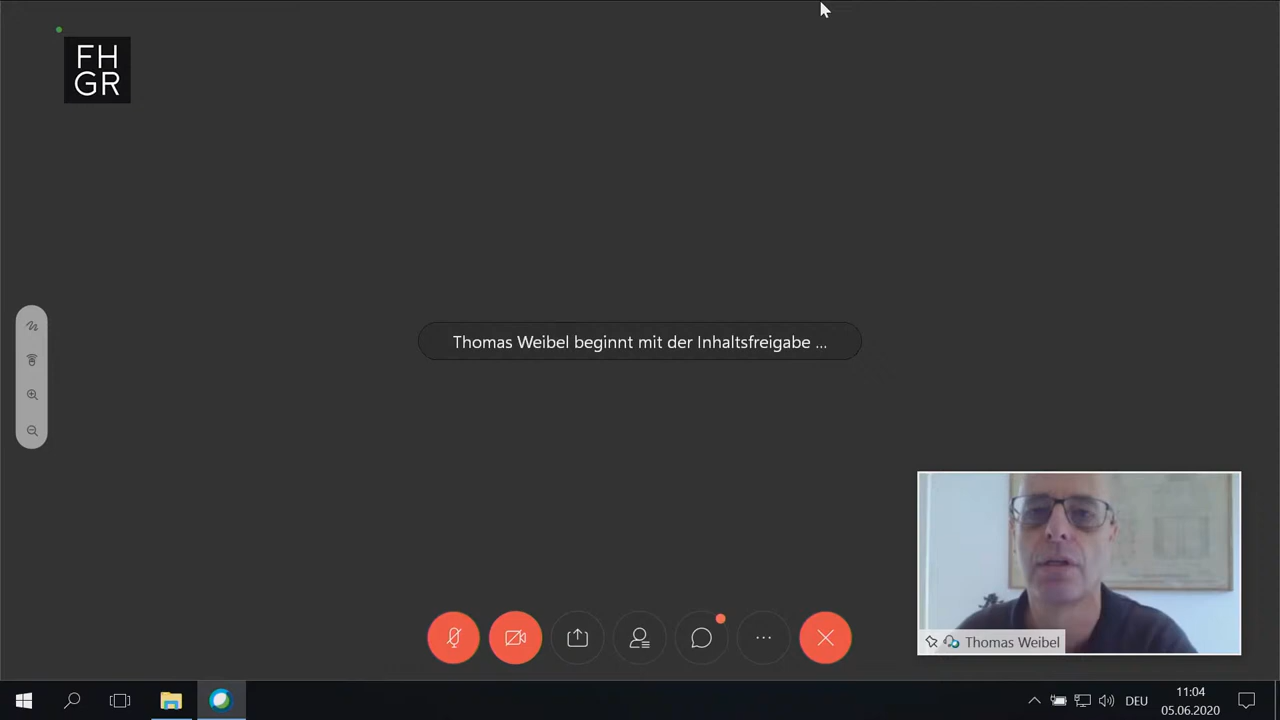 FH
GR
Thomas Weibel beginnt mit der Inhaltsfreigabe ...
Thomas Weibel
DEU
11:04
05.06.2020